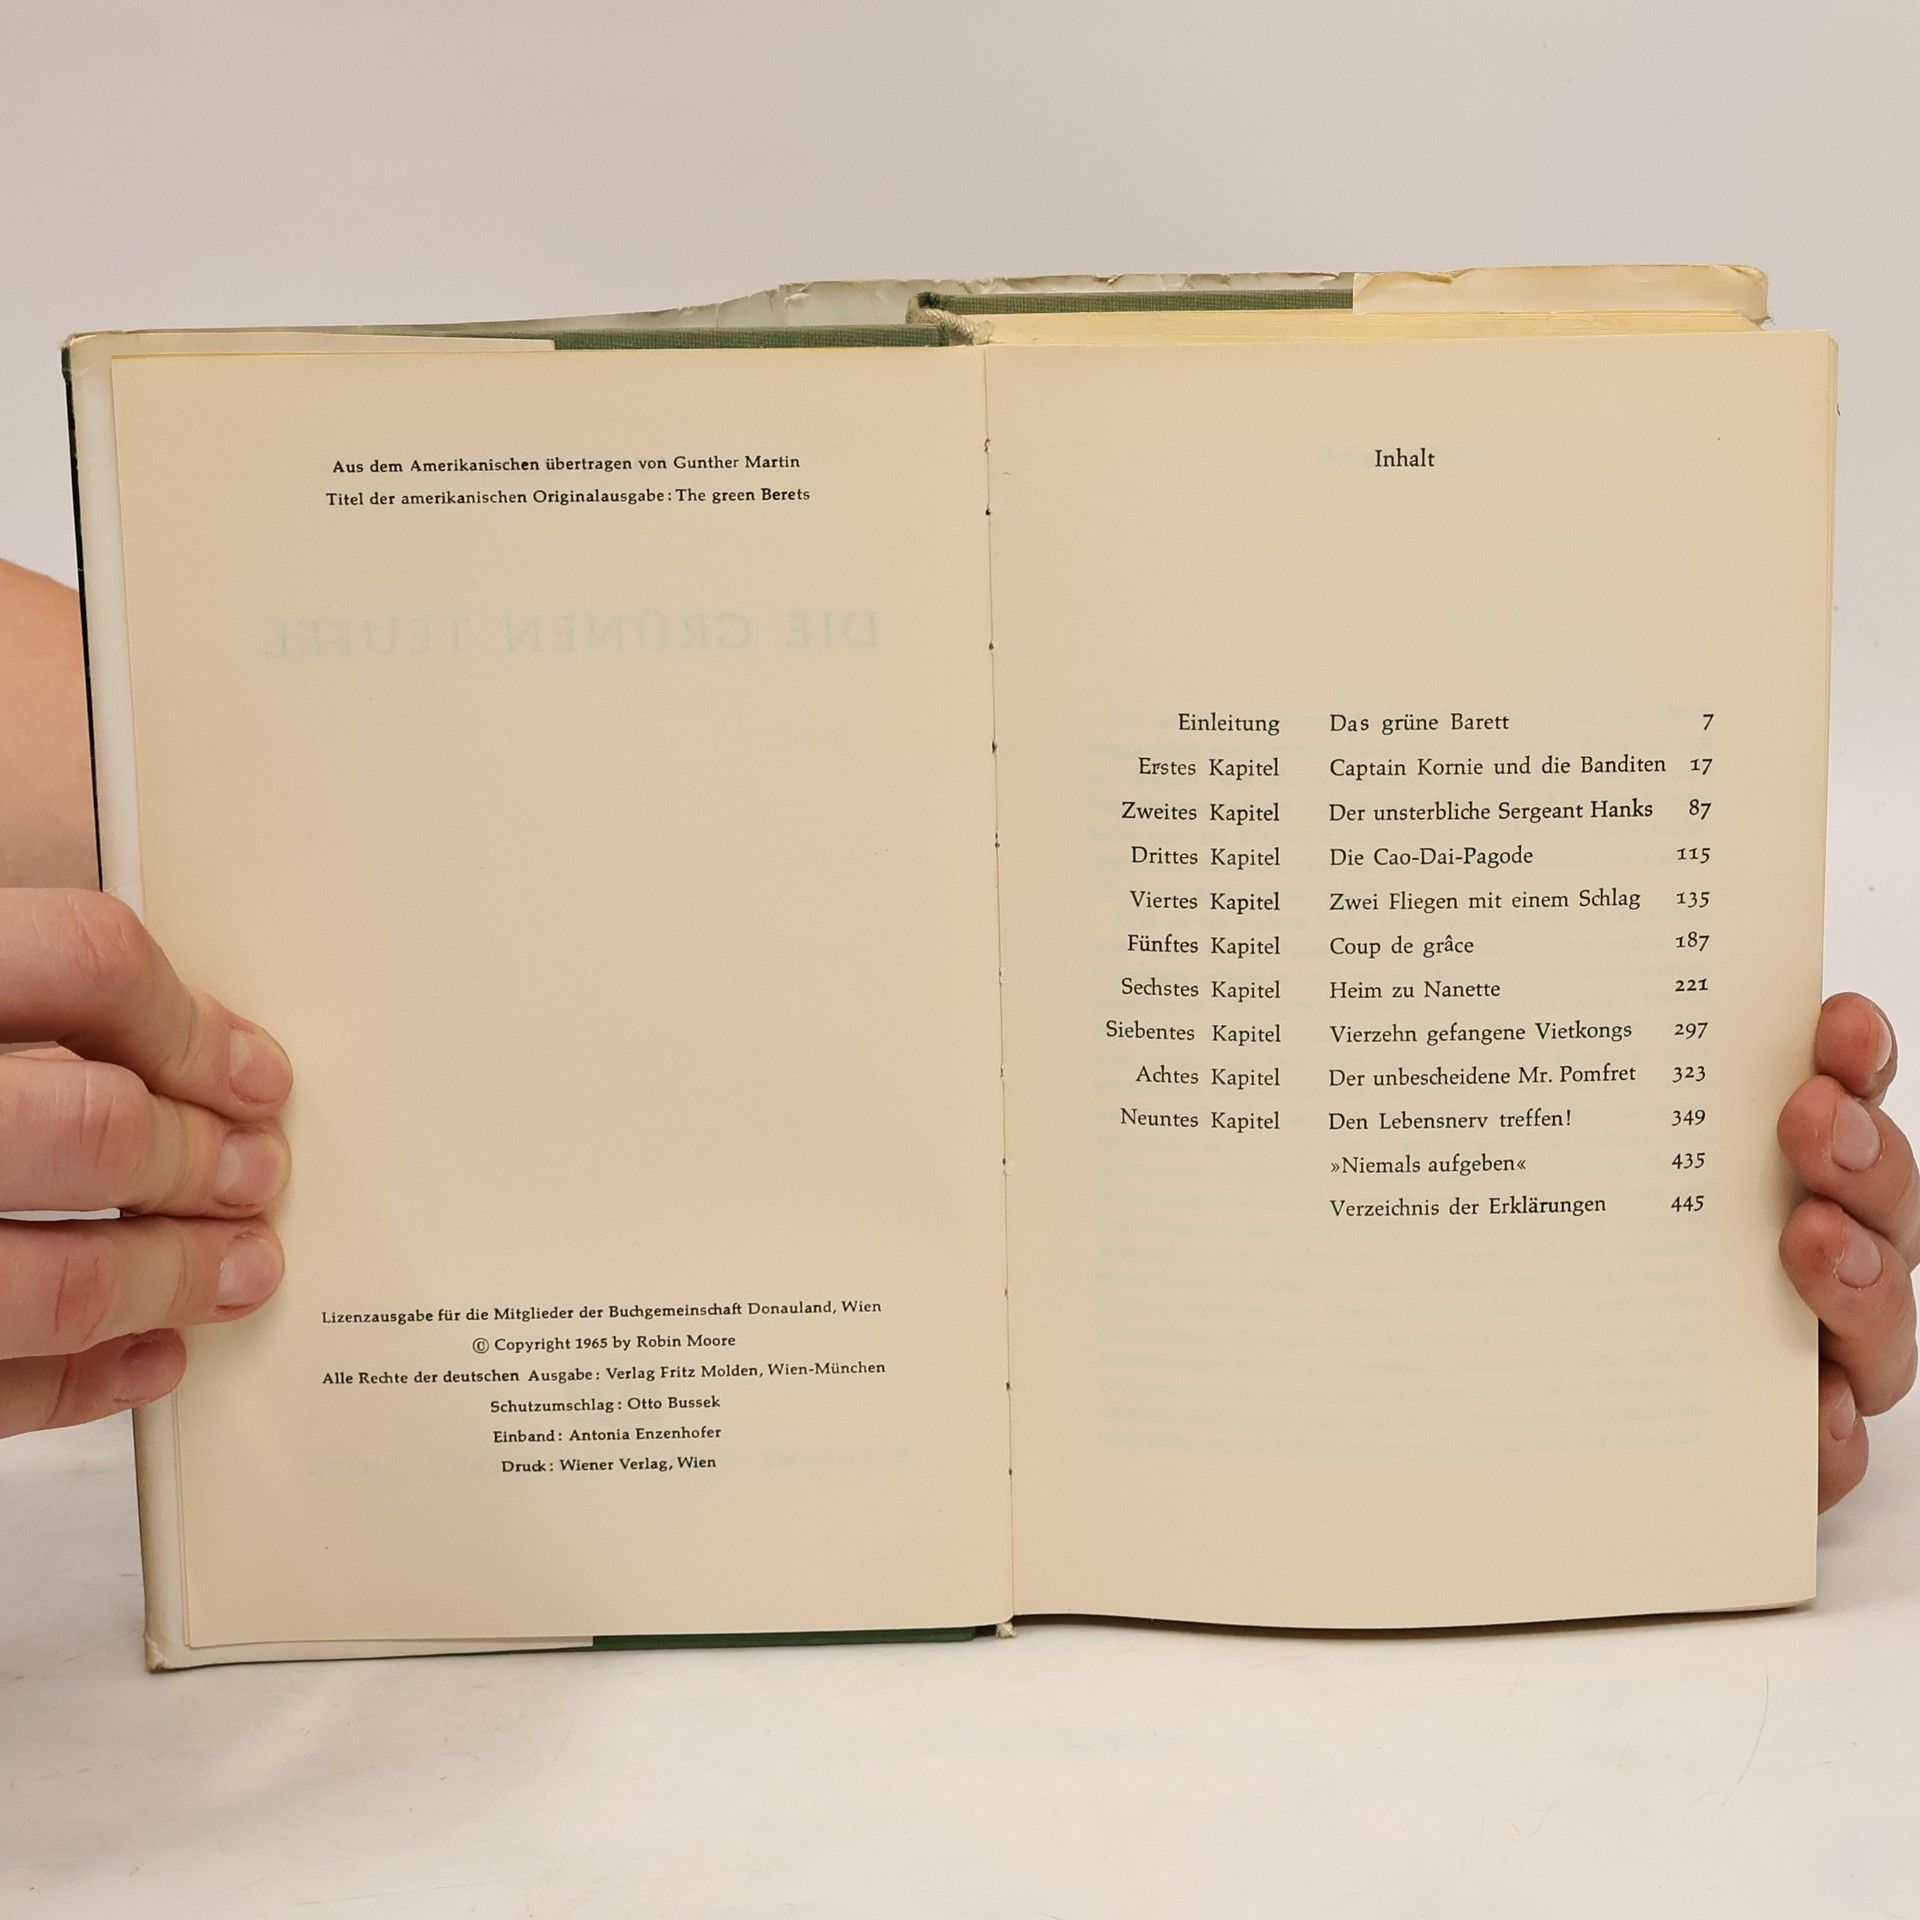 Aus dem Amerikanischen übertragen von Gunther Martin
Titel der amerikanischen Originalausgabe: The green Berets
DIE GRÜNEN TEUFEL
Lizenzausgabe für die Mitglieder der Buchgemeinschaft Donauland, Wien
© Copyright 1965 by Robin Moore
Alle Rechte der deutschen Ausgabe: Verlag Fritz Molden, Wien-München
Schutzumschlag: Otto Bussek
Einband: Antonia Enzenhofer
Druck: Wiener Verlag, Wien
Inhalt
Einleitung Das grüne Barett 7
Erstes Kapitel Captain Kornie und die Banditen 17
Zweites Kapitel Der unsterbliche Sergeant Hanks 87
Drittes Kapitel Die Cao-Dai-Pagode 115
Viertes Kapitel Zwei Fliegen mit einem Schlag 135
Fünftes Kapitel Coup de grâce 187
Sechstes Kapitel Heim zu Nanette 221
Siebentes Kapitel Vierzehn gefangene Vietkongs 297
Achtes Kapitel Der unbescheidene Mr. Pomfret 323
Neuntes Kapitel Den Lebensnerv treffen! 349
»Niemals aufgeben« 435
Verzeichnis der Erklärungen 445